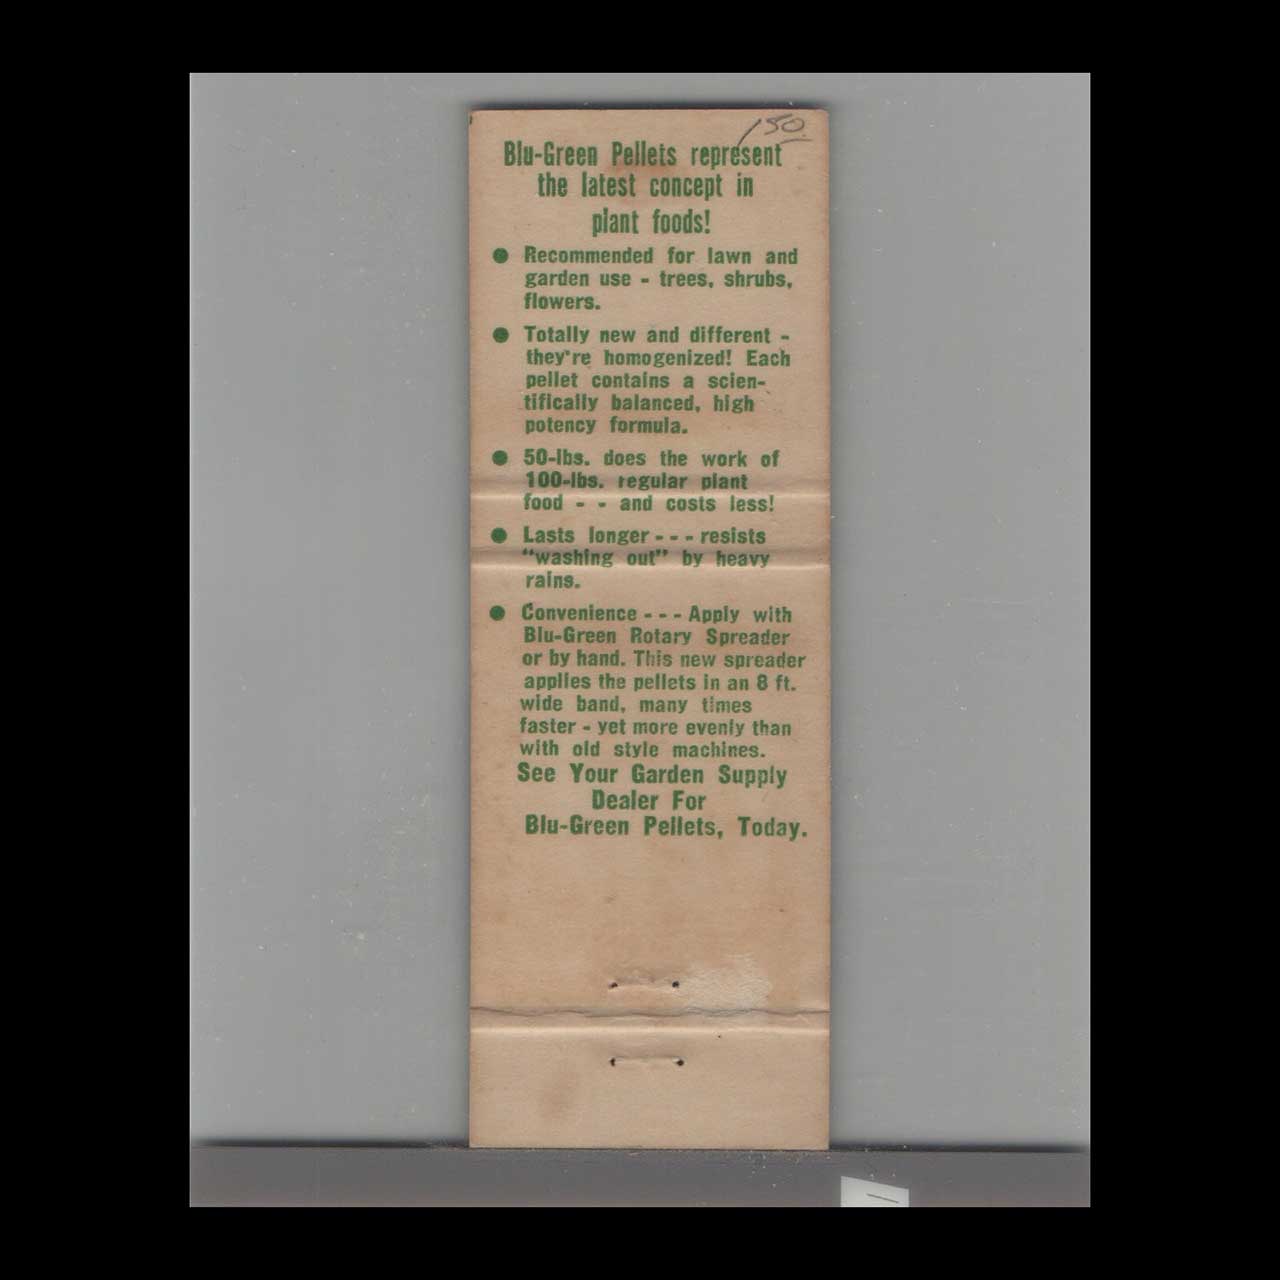 150
Blu-Green Pellets represent
the latest concept in
plant foods!
● Recommended for lawn and
garden use - trees, shrubs,
flowers.
● Totally new and different -
they're homogenized! Each
pellet contains a scien-
tifically balanced, high
potency formula.
● 50-lbs. does the work of
100-lbs. regular plant
food - - and costs less!
● Lasts longer - - - resists
"washing out" by heavy
rains.
● Convenience - - - Apply with
Blu-Green Rotary Spreader
or by hand. This new spreader
applies the pellets in an 8 ft.
wide band, many times
faster - yet more evenly than
with old style machines.
See Your Garden Supply
Dealer For
Blu-Green Pellets, Today.